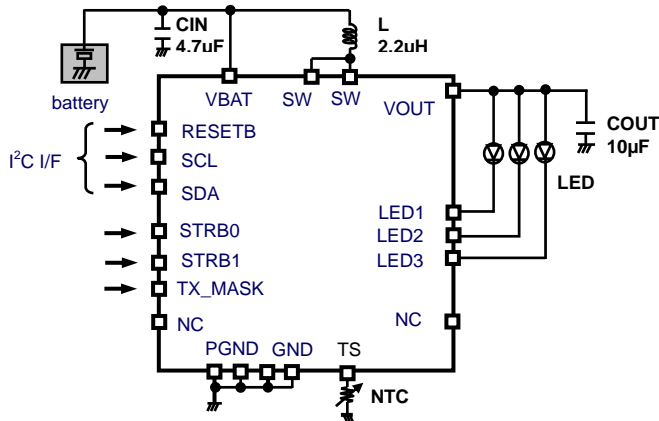 CIN
4.7uF
L
2.2uH
battery
VBAT
SW
SW
VOUT
COUT
10µF
I²C I/F
RESETB
SCL
SDA
LED
LED1
LED2
LED3
STRB0
STRB1
TX_MASK
NC
NC
PGND
GND
TS
NTC